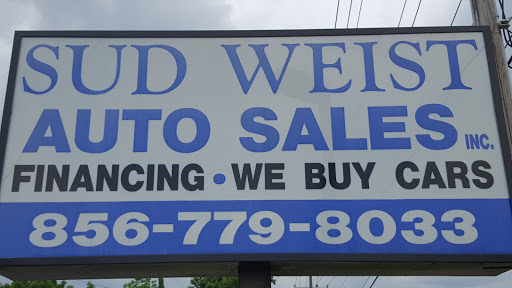 SUD WEIST
AUTO SALES INC.
FINANCING • WE BUY CARS
856-779-8033